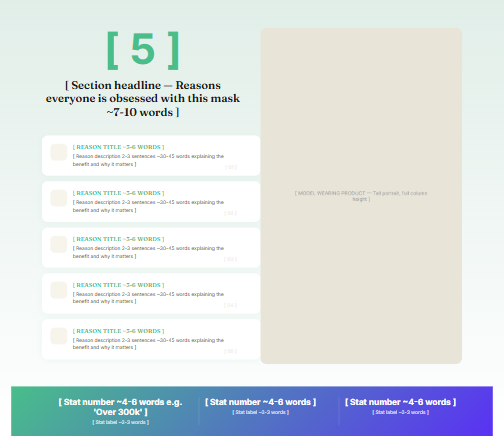 [ 5 ]
[ Section headline — Reasons
everyone is obsessed with this mask
~7-10 words ]
[ REASON TITLE ~3-6 WORDS ]
[ Reason description 2-3 sentences ~30-45 words explaining the
benefit and why it matters ]
[ REASON TITLE ~3-6 WORDS ]
[ Reason description 2-3 sentences ~30-45 words explaining the
benefit and why it matters ]
[ REASON TITLE ~3-6 WORDS ]
[ Reason description 2-3 sentences ~30-45 words explaining the
benefit and why it matters ]
[ REASON TITLE ~3-6 WORDS ]
[ Reason description 2-3 sentences ~30-45 words explaining the
benefit and why it matters ]
[ REASON TITLE ~3-6 WORDS ]
[ Reason description 2-3 sentences ~30-45 words explaining the
benefit and why it matters ]
[ MODEL WEARING PRODUCT — Tall portrait, full-column
height ]
[ Stat number ~4-6 words e.g.
'Over 300k' ]
[ Stat label ~2-3 words ]
[ Stat number ~4-6 words ]
[ Stat label ~2-3 words ]
[ Stat number ~4-6 words ]
[ Stat label ~2-3 words ]